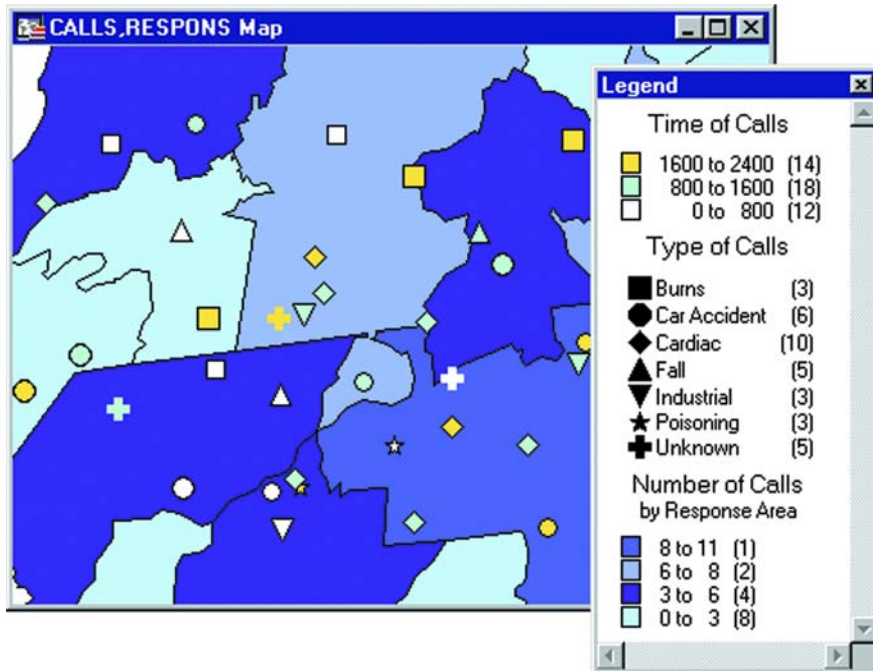 CALLS,RESPONS Map
Legend
Time of Calls
1600 to 2400 (14)
800 to 1600 (18)
0 to 800 (12)
Type of Calls
Burns (3)
Car Accident (6)
Cardiac (10)
Fall (5)
Industrial (3)
Poisoning (3)
Unknown (5)
Number of Calls
by Response Area
8 to 11 (1)
6 to 8 (2)
3 to 6 (4)
0 to 3 (8)